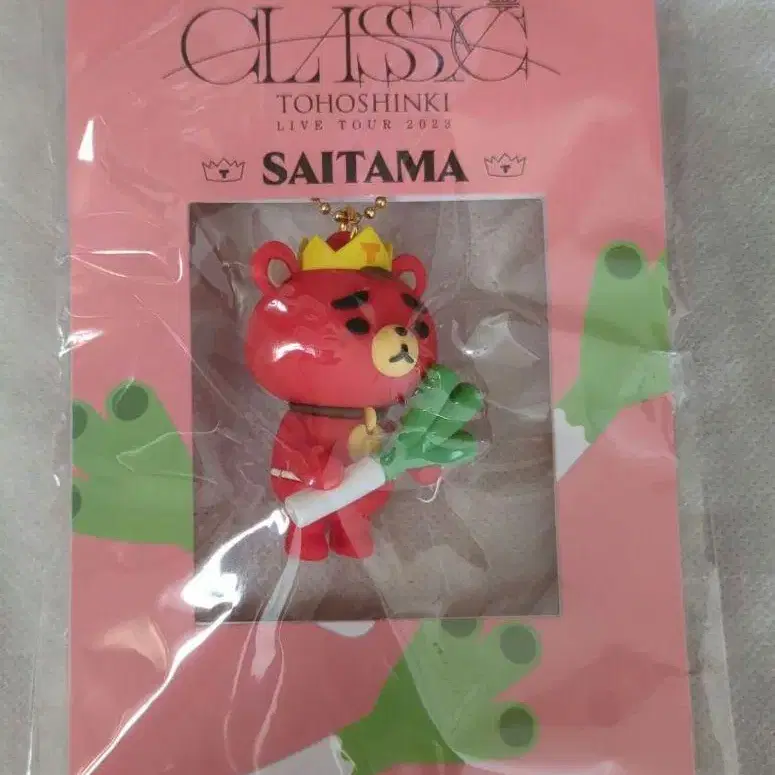 CLASSYC
TOHOSHINKI
LIVE TOUR 2023
T SAITAMA T
T